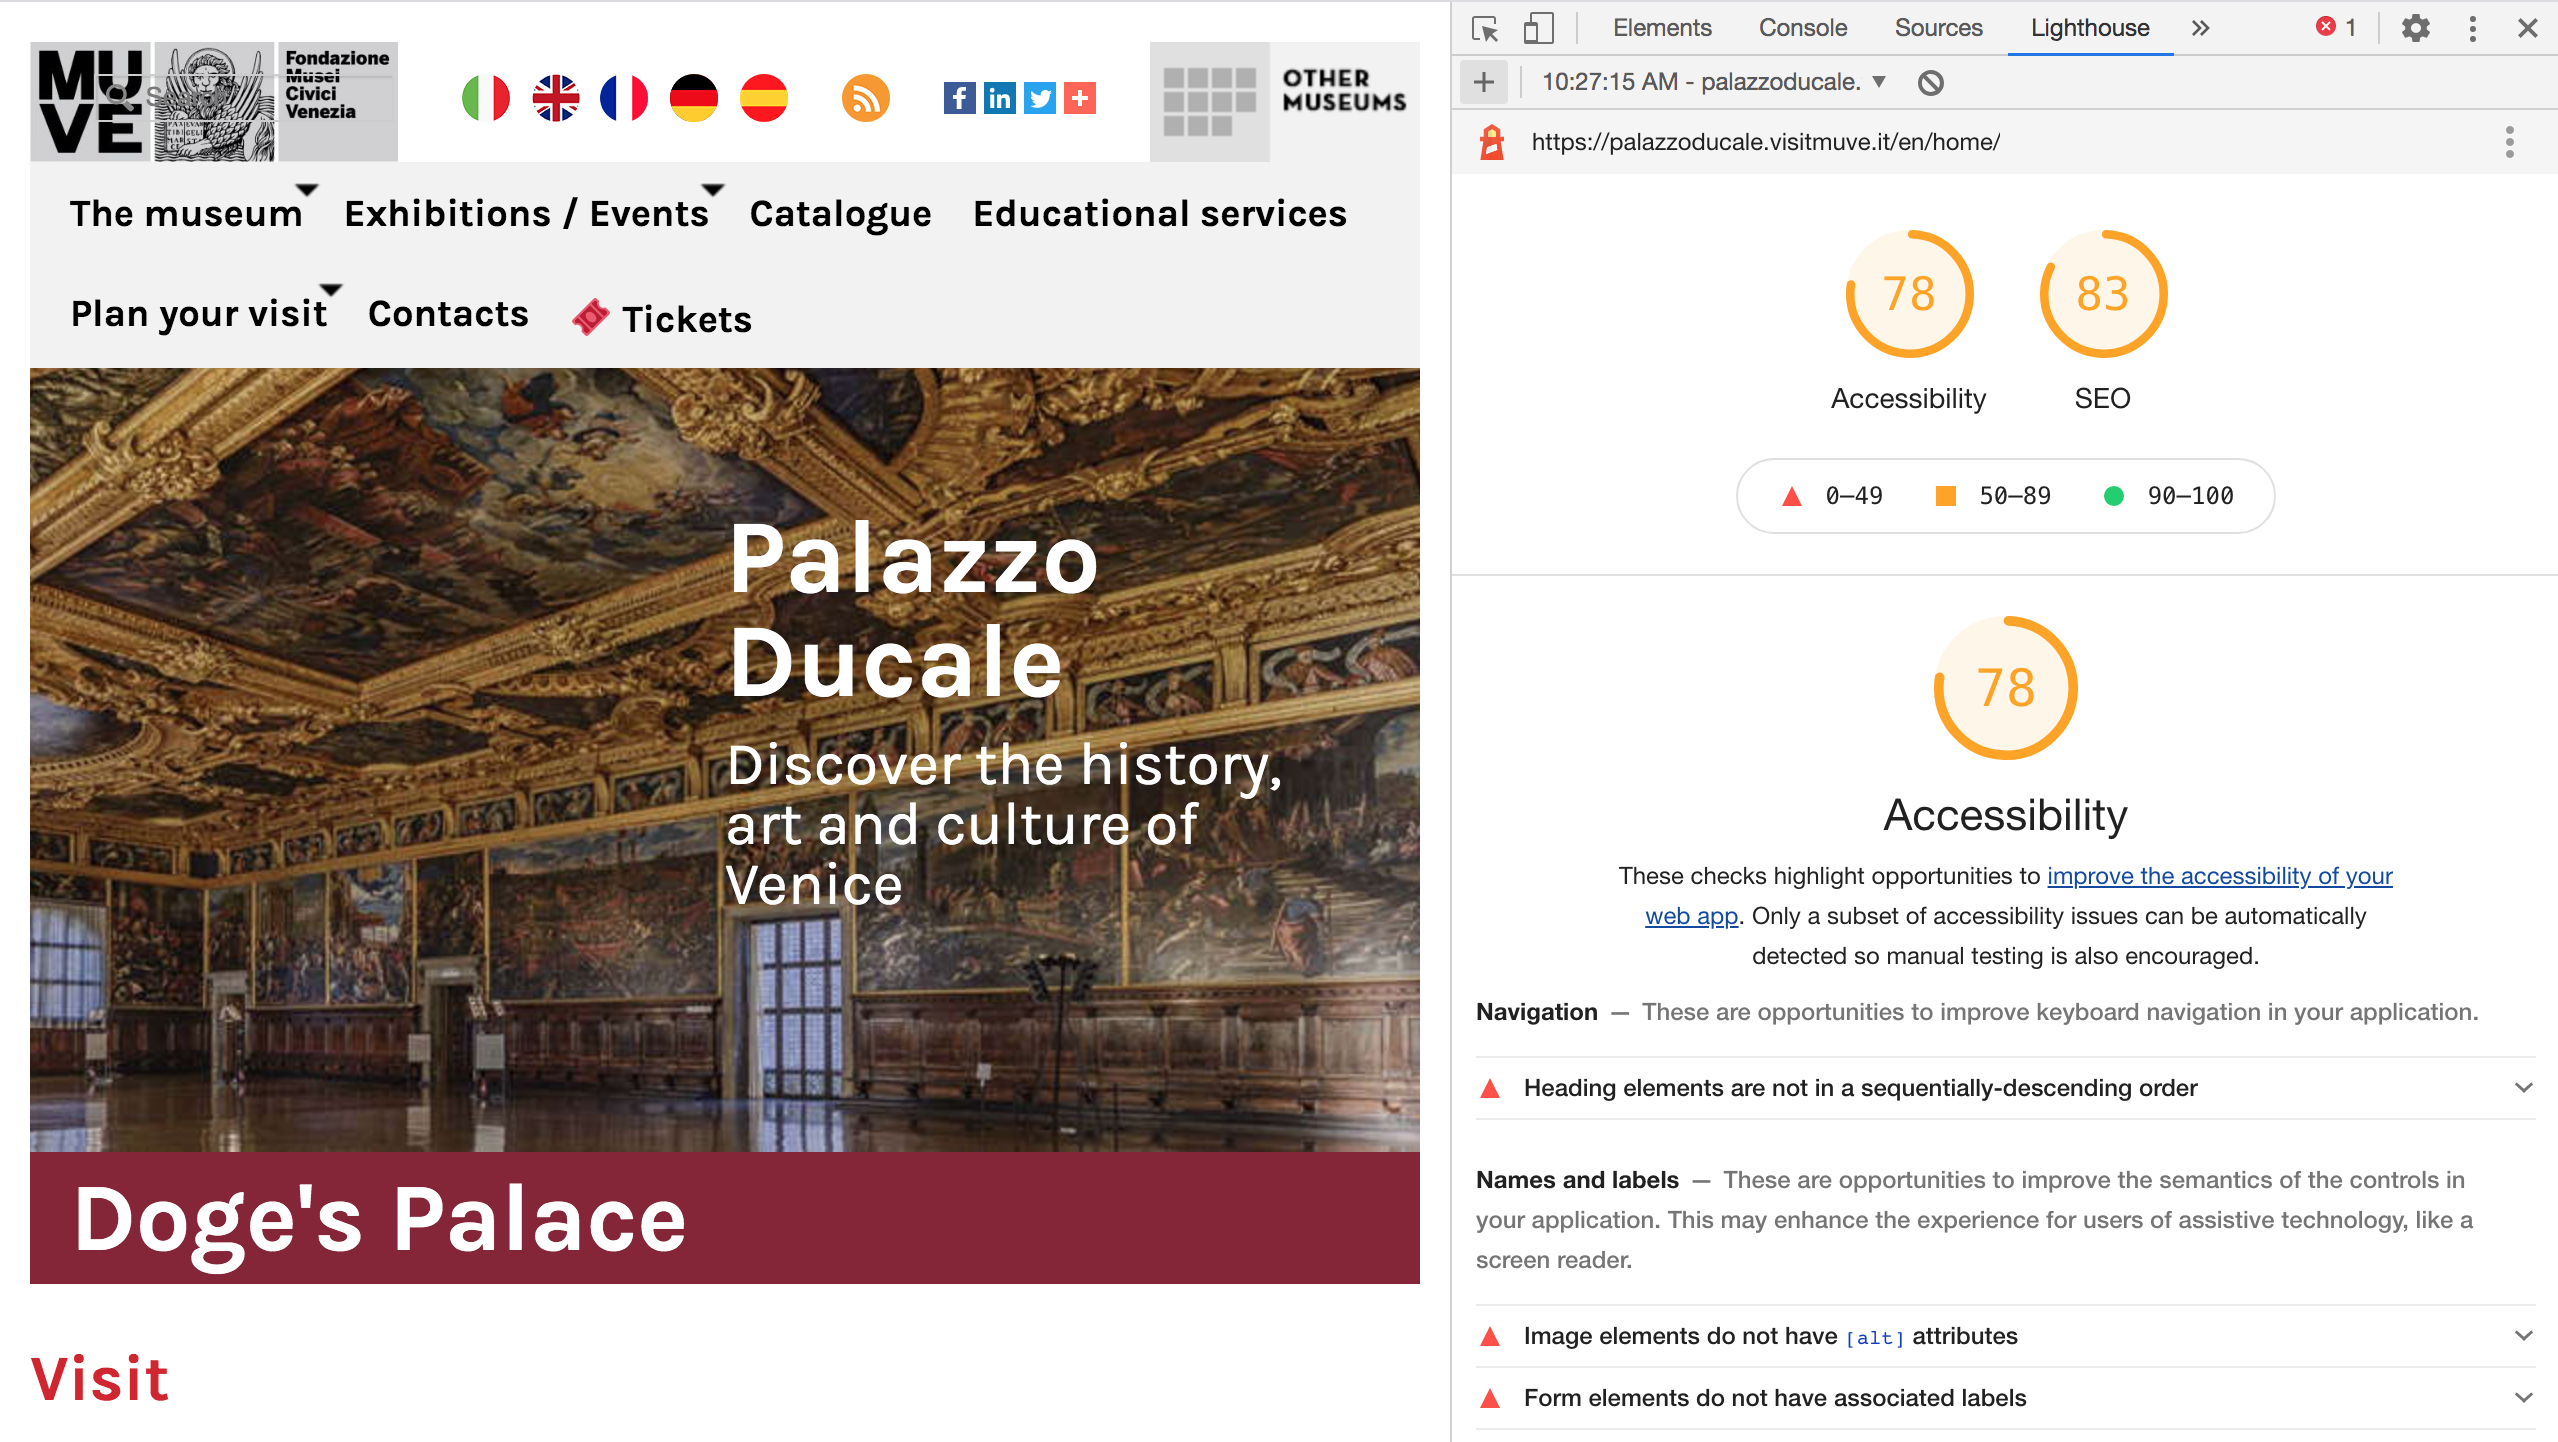 MUVE
Fondazione
Musei
Civici
Venezia
f in +
OTHER
MUSEUMS
The museum Exhibitions / Events Catalogue Educational services
Plan your visit Contacts Tickets
Palazzo
Ducale
Discover the history,
art and culture of
Venice
Doge's Palace
Visit
Elements Console Sources Lighthouse » 1
10:27:15 AM - palazzoducale.
https://palazzoducale.visitmuve.it/en/home/
78 83
Accessibility SEO
0–49 50–89 90–100
78
Accessibility
These checks highlight opportunities to improve the accessibility of your
web app. Only a subset of accessibility issues can be automatically
detected so manual testing is also encouraged.
Navigation — These are opportunities to improve keyboard navigation in your application.
Heading elements are not in a sequentially-descending order
Names and labels — These are opportunities to improve the semantics of the controls in
your application. This may enhance the experience for users of assistive technology, like a
screen reader.
Image elements do not have [alt] attributes
Form elements do not have associated labels